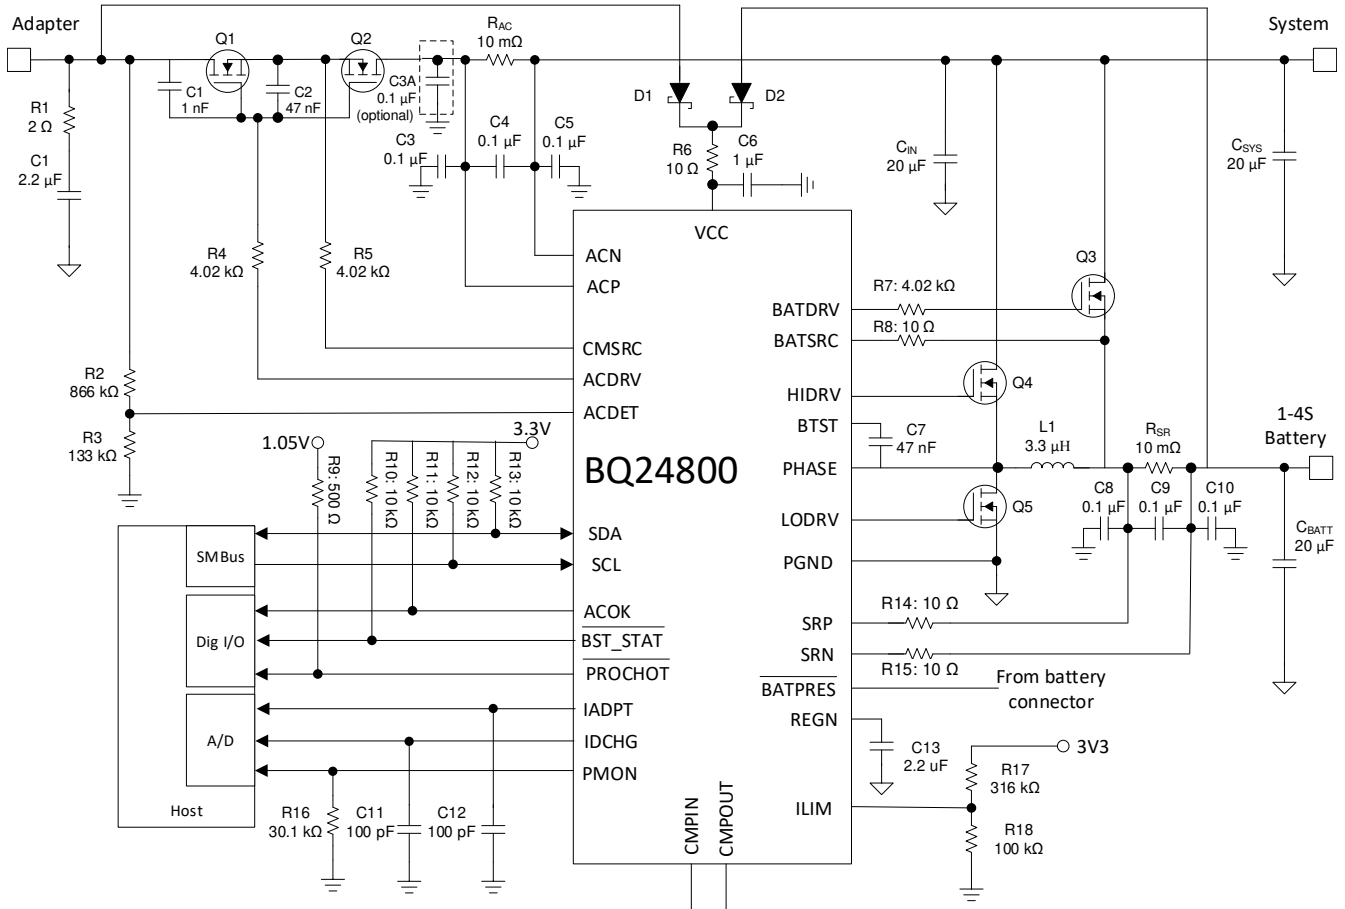 Adapter
System
Q1
Q2
RAC
10 mΩ
C1
1 nF
C2
47 nF
C3A
0.1 µF
(optional)
R1
2 Ω
C1
2.2 µF
C3
0.1 µF
C4
0.1 µF
C5
0.1 µF
D1
D2
R6
10 Ω
C6
1 µF
CIN
20 µF
CSYS
20 µF
VCC
R4
4.02 kΩ
R5
4.02 kΩ
ACN
ACP
CMSRC
ACDRV
ACDET
Q3
R7: 4.02 kΩ
BATDRV
R8: 10 Ω
BATSRC
HIDRV
Q4
BTST
C7
47 nF
PHASE
L1
3.3 µH
RSR
10 mΩ
1-4S
Battery
R2
866 kΩ
R3
133 kΩ
1.05V
3.3V
R9: 500 Ω
R10: 10 kΩ
R11: 10 kΩ
R12: 10 kΩ
R13: 10 kΩ
BQ24800
Q5
LODRV
PGND
C8
0.1 µF
C9
0.1 µF
C10
0.1 µF
CBATT
20 µF
SMBus
SDA
SCL
Dig I/O
ACOK
BST_STAT
PROCHOT
R14: 10 Ω
SRP
SRN
R15: 10 Ω
BATPRES
From battery
connector
REGN
C13
2.2 uF
3V3
R17
316 kΩ
ILIM
R18
100 kΩ
A/D
IADPT
IDCHG
PMON
Host
R16
30.1 kΩ
C11
100 pF
C12
100 pF
CMPIN
CMPOUT